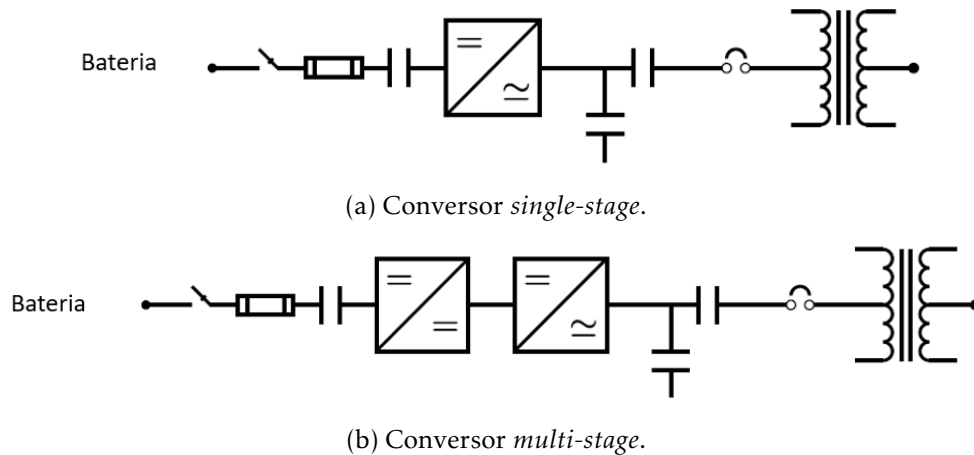 Bateria
(a) Conversor single-stage.
Bateria
(b) Conversor multi-stage.